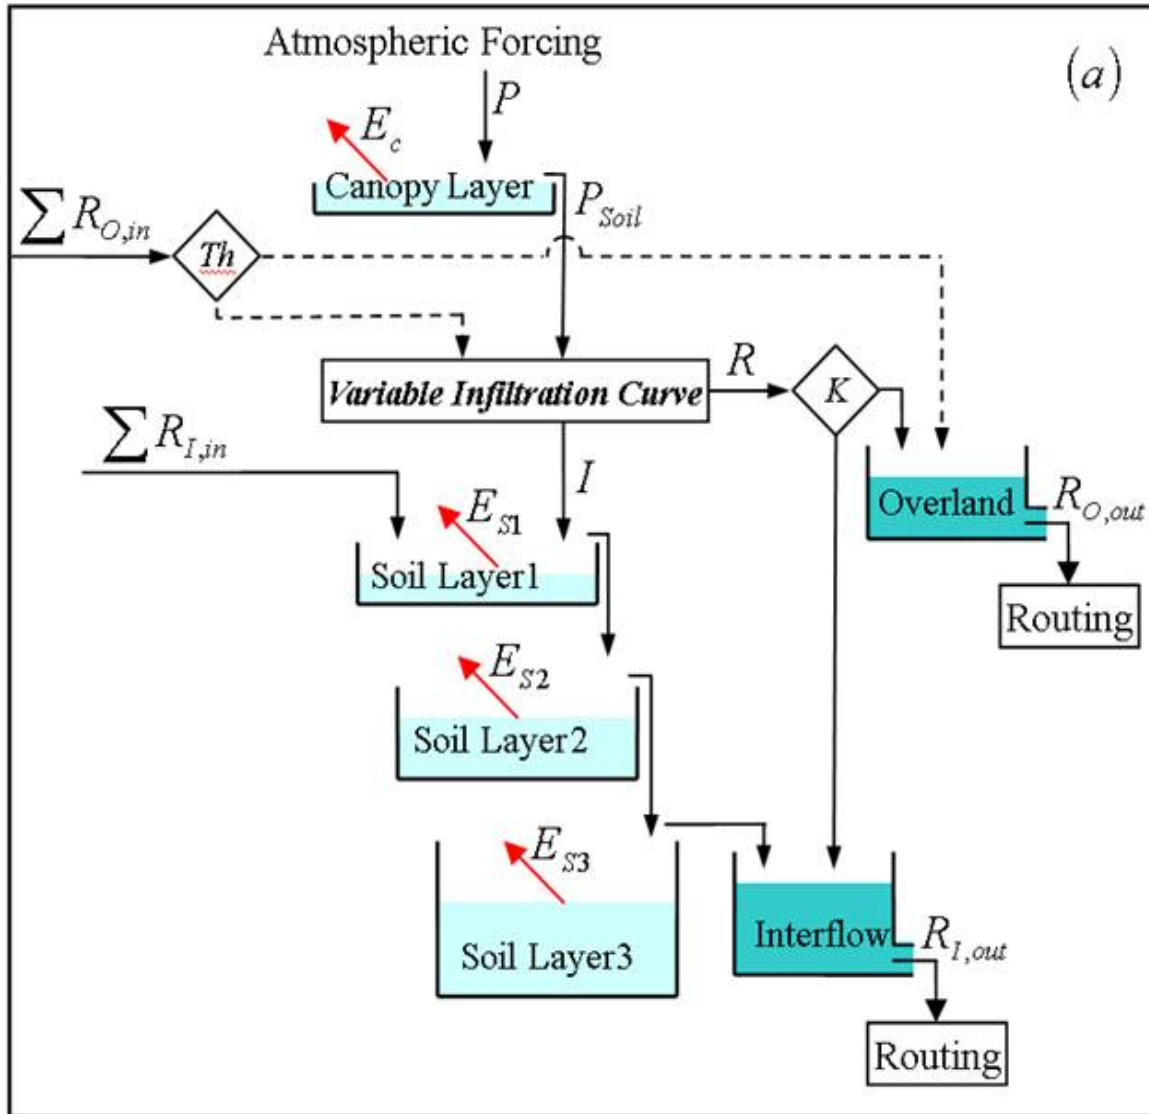 Atmospheric Forcing
(a)
P
E_c
Canopy Layer
P_Soil
∑ R_O,in
Th
Variable Infiltration Curve
R
K
∑ R_I,in
I
E_S1
Overland
R_O,out
Soil Layer1
Routing
E_S2
Soil Layer2
E_S3
Soil Layer3
Interflow
R_I,out
Routing